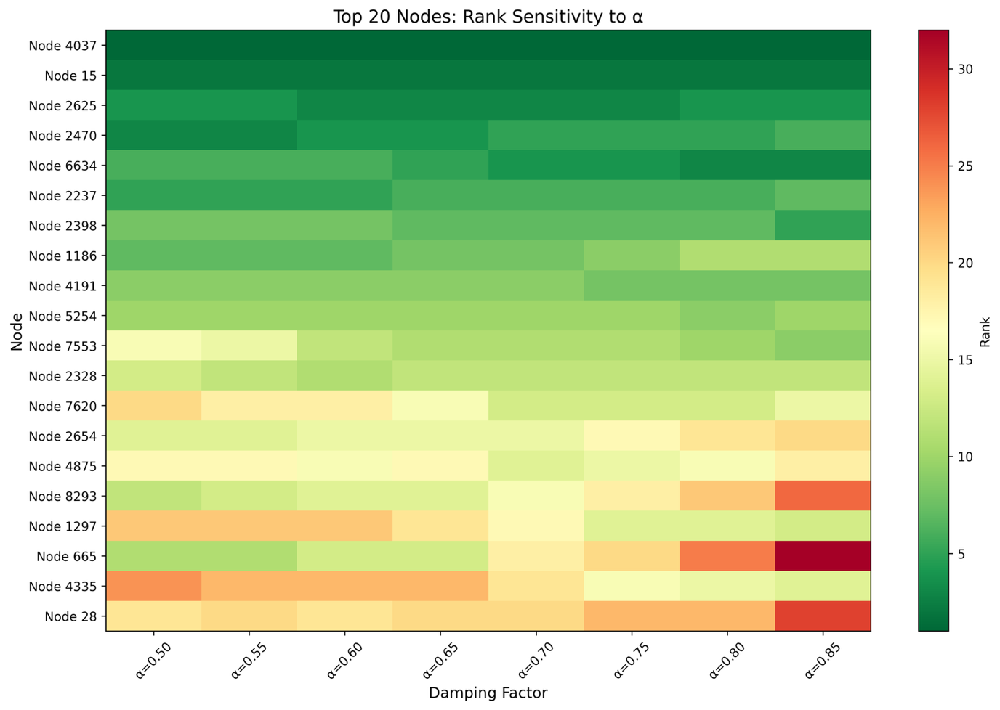 Top 20 Nodes: Rank Sensitivity to α
Node
Node 4037
Node 15
Node 2625
Node 2470
Node 6634
Node 2237
Node 2398
Node 1186
Node 4191
Node 5254
Node 7553
Node 2328
Node 7620
Node 2654
Node 4875
Node 8293
Node 1297
Node 665
Node 4335
Node 28
α=0.50
α=0.55
α=0.60
α=0.65
α=0.70
α=0.75
α=0.80
α=0.85
Damping Factor
30
25
20
15
10
5
Rank